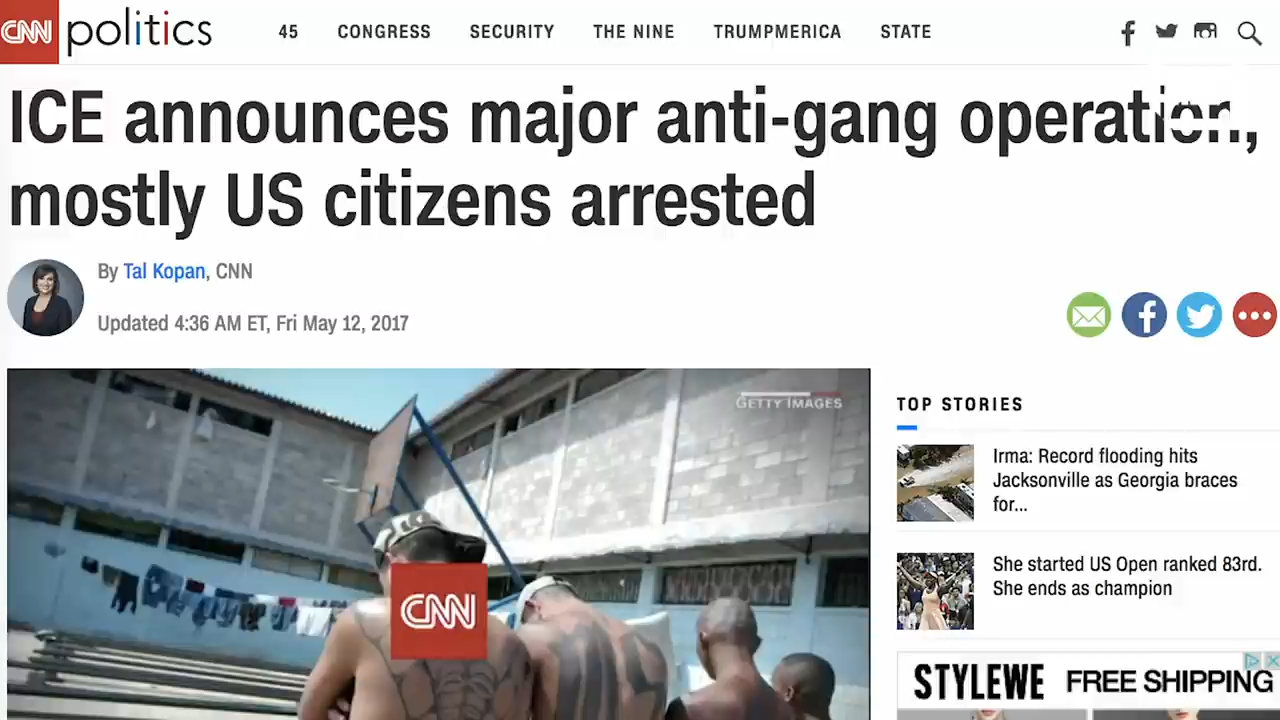 CNN politics
45 CONGRESS SECURITY THE NINE TRUMPMERICA STATE
ICE announces major anti-gang operation,
mostly US citizens arrested
By Tal Kopan, CNN
Updated 4:36 AM ET, Fri May 12, 2017
GETTY IMAGES
CNN
TOP STORIES
Irma: Record flooding hits
Jacksonville as Georgia braces
for...
She started US Open ranked 83rd.
She ends as champion
STYLEWE FREE SHIPPING